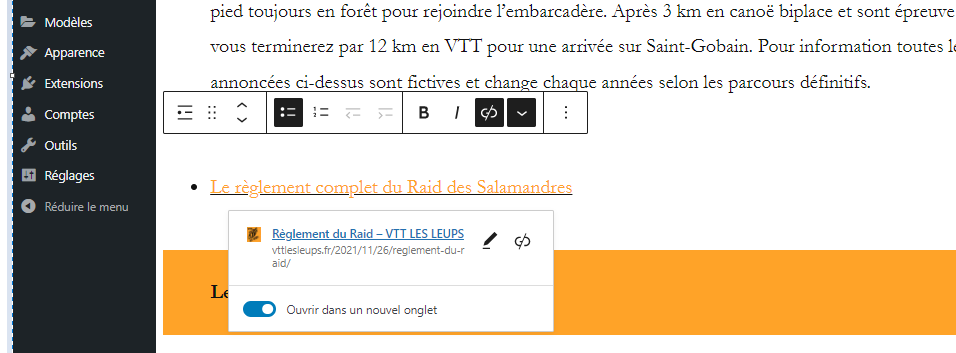 Modèles
Apparence
Extensions
Comptes
Outils
Réglages
Réduire le menu
pied toujours en forêt pour rejoindre l'embarcadère. Après 3 km en canoë biplace et sont épreuve
vous terminerez par 12 km en VTT pour une arrivée sur Saint-Gobain. Pour information toutes
annoncées ci-dessus sont fictives et change chaque années selon les parcours définitifs.
B I
Le règlement complet du Raid des Salamandres
Règlement du Raid – VTT LES LEUPS
vttlesleups.fr/2021/11/26/reglement-du-r
aid/
Ouvrir dans un nouvel onglet